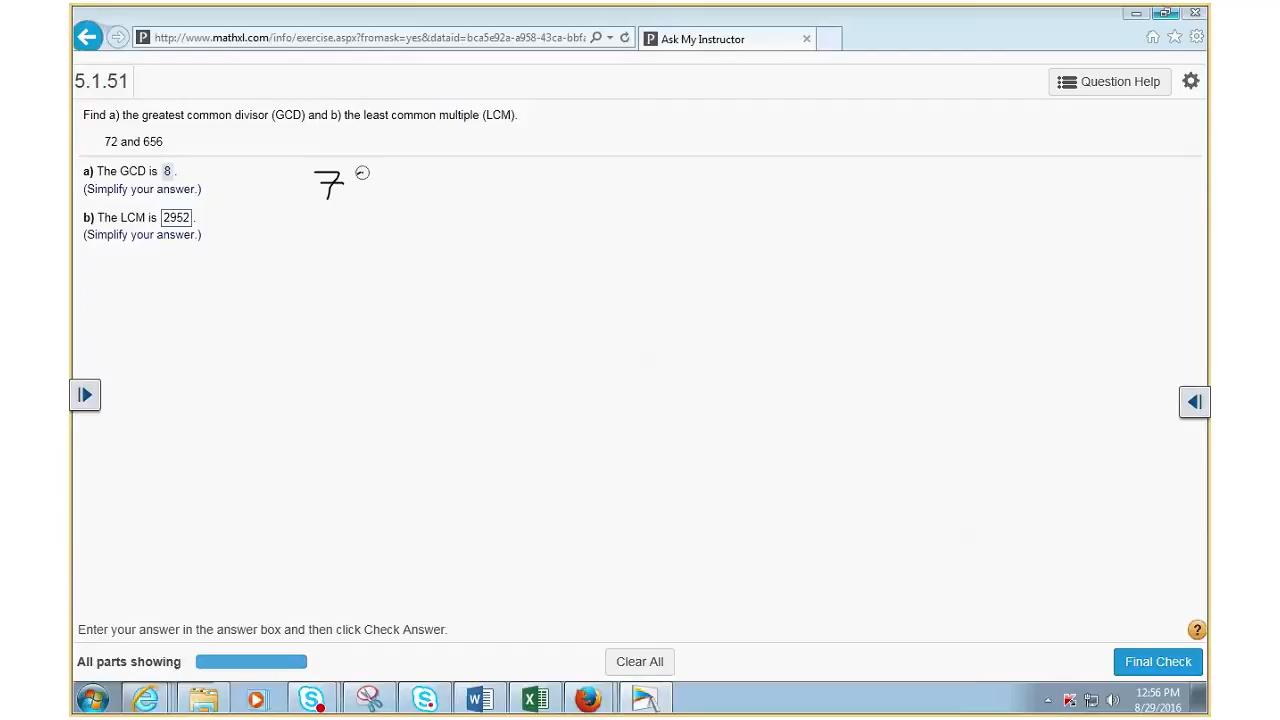 http://www.mathxl.com/info/exercise.aspx?fromask=yes&dataid=bca5e92a-a958-43ca-bbfa
Ask My Instructor
5.1.51
Question Help
Find a) the greatest common divisor (GCD) and b) the least common multiple (LCM).
72 and 656
a) The GCD is 8.
(Simplify your answer.)
7
b) The LCM is 2952.
(Simplify your answer.)
Enter your answer in the answer box and then click Check Answer.
?
All parts showing
Clear All
Final Check
12:56 PM
8/29/2016